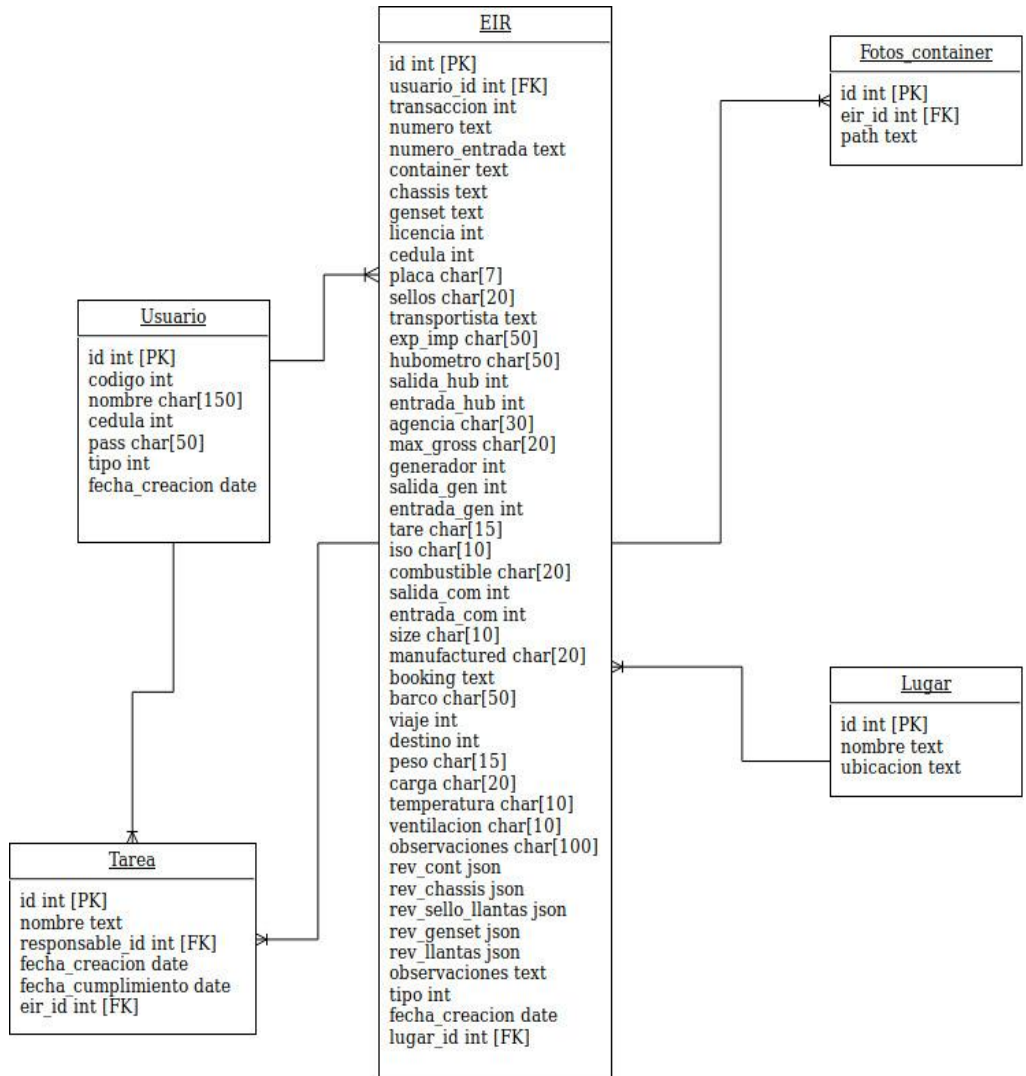 EIR
id int [PK]
usuario_id int [FK]
transaccion int
numero text
numero_entrada text
container text
chassis text
genset text
licencia int
cedula int
placa char[7]
sellos char[20]
transportista text
exp_imp char[50]
hubometro char[50]
salida_hub int
entrada_hub int
agencia char[30]
max_gross char[20]
generador int
salida_gen int
entrada_gen int
tare char[15]
iso char[10]
combustible char[20]
salida_com int
entrada_com int
size char[10]
manufactured char[20]
booking text
barco char[50]
viaje int
destino int
peso char[15]
carga char[20]
temperatura char[10]
ventilacion char[10]
observaciones char[100]
rev_cont json
rev_chassis json
rev_sello_llantas json
rev_genset json
rev_llantas json
observaciones text
tipo int
fecha_creacion date
lugar_id int [FK]
Fotos_container
id int [PK]
eir_id int [FK]
path text
Usuario
id int [PK]
codigo int
nombre char[150]
cedula int
pass char[50]
tipo int
fecha_creacion date
Lugar
id int [PK]
nombre text
ubicacion text
Tarea
id int [PK]
nombre text
responsable_id int [FK]
fecha_creacion date
fecha_cumplimiento date
eir_id int [FK]